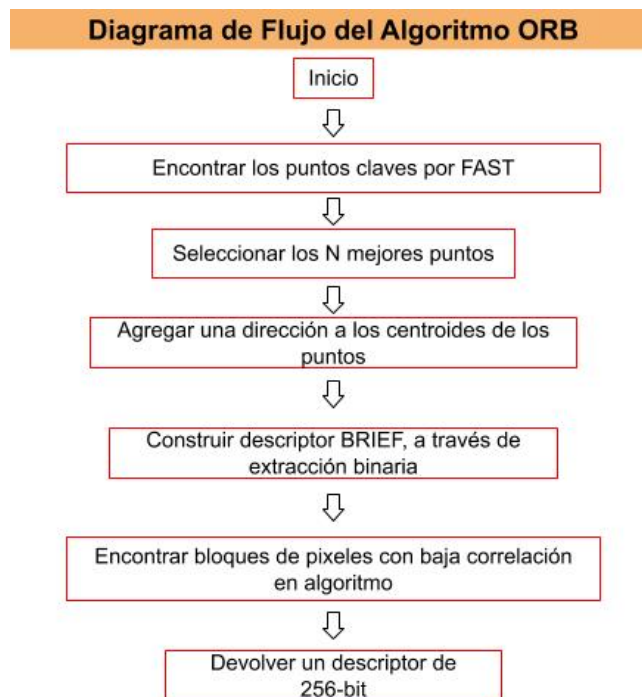 Diagrama de Flujo del Algoritmo ORB
Inicio
Encontrar los puntos claves por FAST
Seleccionar los N mejores puntos
Agregar una dirección a los centroides de los
puntos
Construir descriptor BRIEF, a través de
extracción binaria
Encontrar bloques de pixeles con baja correlación
en algoritmo
Devolver un descriptor de
256-bit